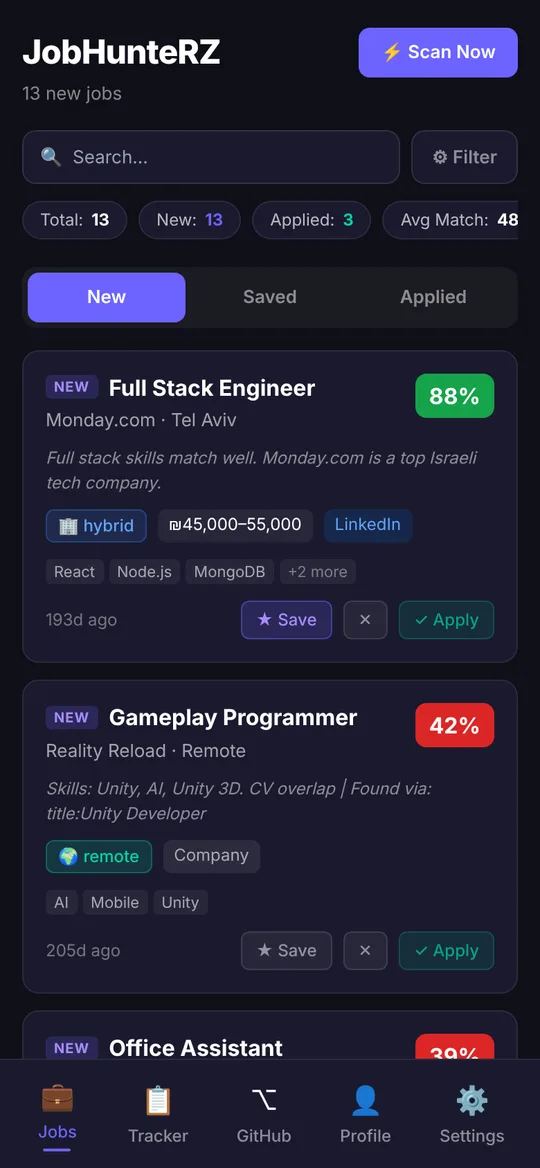 JobHunteRZ
⚡ Scan Now
13 new jobs
🔍 Search...
⚙ Filter
Total: 13
New: 13
Applied: 3
Avg Match: 48
New
Saved
Applied
NEW Full Stack Engineer
88%
Monday.com · Tel Aviv
Full stack skills match well. Monday.com is a top Israeli
tech company.
🏢 hybrid
₪45,000–55,000
LinkedIn
React
Node.js
MongoDB
+2 more
193d ago
★ Save
✕
✓ Apply
NEW Gameplay Programmer
42%
Reality Reload · Remote
Skills: Unity, AI, Unity 3D. CV overlap | Found via:
title:Unity Developer
🌍 remote
Company
AI
Mobile
Unity
205d ago
★ Save
✕
✓ Apply
NEW Office Assistant
39%
Jobs
Tracker
GitHub
Profile
Settings